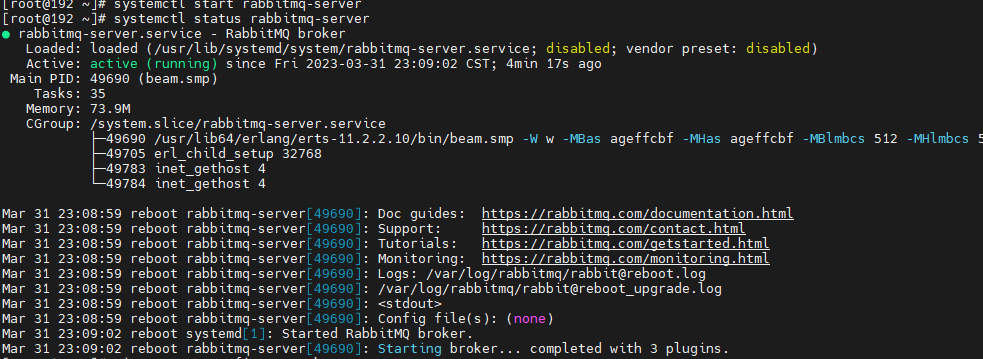 [root@192 ~]# systemctl start rabbitmq-server
[root@192 ~]# systemctl status rabbitmq-server
● rabbitmq-server.service - RabbitMQ broker
   Loaded: loaded (/usr/lib/systemd/system/rabbitmq-server.service; disabled; vendor preset: disabled)
   Active: active (running) since Fri 2023-03-31 23:09:02 CST; 4min 17s ago
 Main PID: 49690 (beam.smp)
    Tasks: 35
   Memory: 73.9M
   CGroup: /system.slice/rabbitmq-server.service
           ├─49690 /usr/lib64/erlang/erts-11.2.2.10/bin/beam.smp -W w -MBas ageffcbf -MHas ageffcbf -MBlmbcs 512 -MHlmbcs 5
           ├─49705 erl_child_setup 32768
           ├─49783 inet_gethost 4
           └─49784 inet_gethost 4
Mar 31 23:08:59 reboot rabbitmq-server[49690]: Doc guides:  https://rabbitmq.com/documentation.html
Mar 31 23:08:59 reboot rabbitmq-server[49690]: Support:     https://rabbitmq.com/contact.html
Mar 31 23:08:59 reboot rabbitmq-server[49690]: Tutorials:   https://rabbitmq.com/getstarted.html
Mar 31 23:08:59 reboot rabbitmq-server[49690]: Monitoring:  https://rabbitmq.com/monitoring.html
Mar 31 23:08:59 reboot rabbitmq-server[49690]: Logs: /var/log/rabbitmq/rabbit@reboot.log
Mar 31 23:08:59 reboot rabbitmq-server[49690]: /var/log/rabbitmq/rabbit@reboot_upgrade.log
Mar 31 23:08:59 reboot rabbitmq-server[49690]: <stdout>
Mar 31 23:08:59 reboot rabbitmq-server[49690]: Config file(s): (none)
Mar 31 23:09:02 reboot systemd[1]: Started RabbitMQ broker.
Mar 31 23:09:02 reboot rabbitmq-server[49690]: Starting broker... completed with 3 plugins.